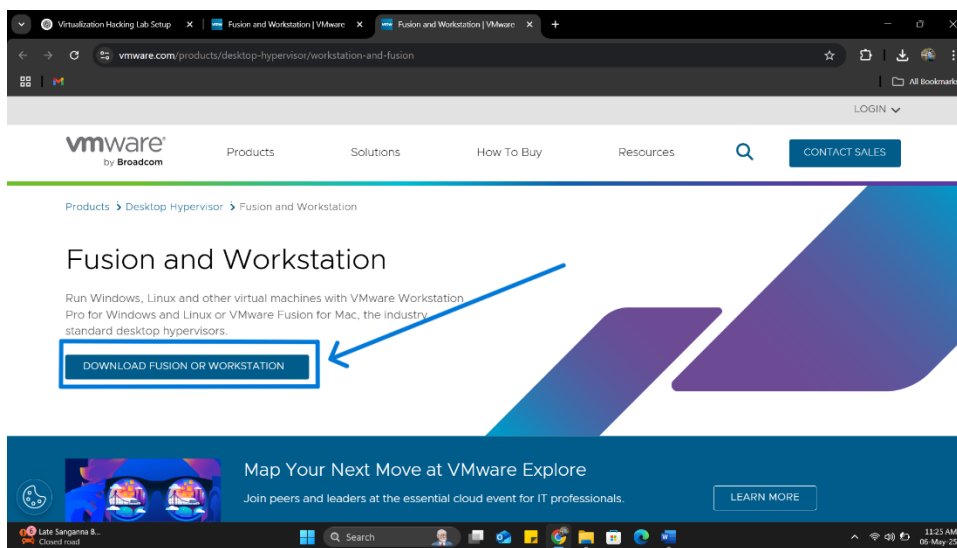 Virtualization Hacking Lab Setup
Fusion and Workstation | VMware
Fusion and Workstation | VMware
vmware.com/products/desktop-hypervisor/workstation-and-fusion
All Bookmarks
LOGIN
vmware
by Broadcom
Products
Solutions
How To Buy
Resources
CONTACT SALES
Products > Desktop Hypervisor > Fusion and Workstation
Fusion and Workstation
Run Windows, Linux and other virtual machines with VMware Workstation
Pro for Windows and Linux or VMware Fusion for Mac, the industry
standard desktop hypervisors.
DOWNLOAD FUSION OR WORKSTATION
Map Your Next Move at VMware Explore
Join peers and leaders at the essential cloud event for IT professionals.
LEARN MORE
Late Sanganna B...
Closed road
Search
11:25 AM
06-May-25